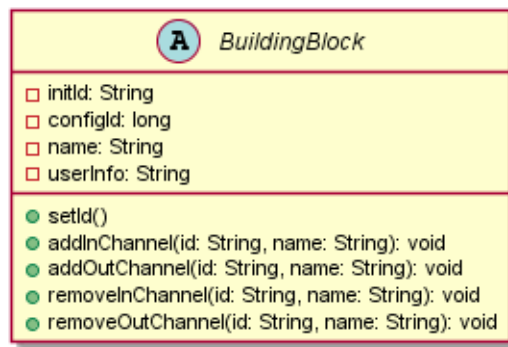 A BuildingBlock
initId: String
configId: long
name: String
userInfo: String
setId()
addInChannel(id: String, name: String): void
addOutChannel(id: String, name: String): void
removeInChannel(id: String, name: String): void
removeOutChannel(id: String, name: String): void